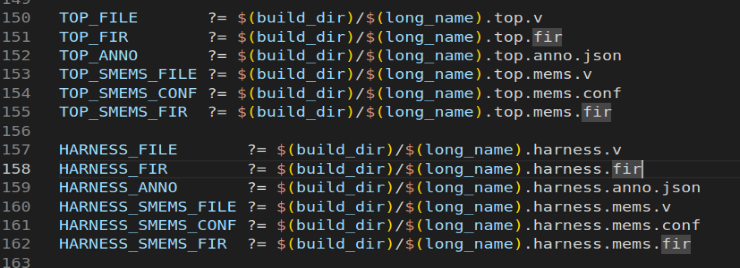 150 TOP_FILE ?= $(build_dir)/$(long_name).top.v
151 TOP_FIR ?= $(build_dir)/$(long_name).top.fir
152 TOP_ANNO ?= $(build_dir)/$(long_name).top.anno.json
153 TOP_SMEMS_FILE ?= $(build_dir)/$(long_name).top.mems.v
154 TOP_SMEMS_CONF ?= $(build_dir)/$(long_name).top.mems.conf
155 TOP_SMEMS_FIR ?= $(build_dir)/$(long_name).top.mems.fir
156
157 HARNESS_FILE ?= $(build_dir)/$(long_name).harness.v
158 HARNESS_FIR ?= $(build_dir)/$(long_name).harness.fir
159 HARNESS_ANNO ?= $(build_dir)/$(long_name).harness.anno.json
160 HARNESS_SMEMS_FILE ?= $(build_dir)/$(long_name).harness.mems.v
161 HARNESS_SMEMS_CONF ?= $(build_dir)/$(long_name).harness.mems.conf
162 HARNESS_SMEMS_FIR ?= $(build_dir)/$(long_name).harness.mems.fir
163